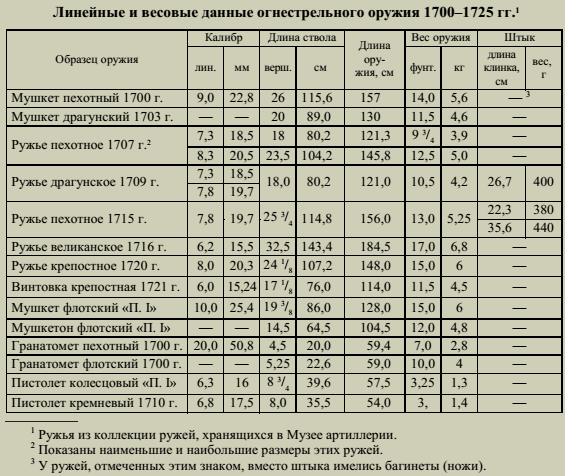 Линейные и весовые данные огнестрельного оружия 1700–1725 гг.¹
Образец оружия | Калибр | Длина ствола | Длина ору-жия, см | Вес оружия | Штык
лин. | мм | верш. | см | фунт. | кг | длина клинка, см | вес, г
Мушкет пехотный 1700 г. | 9,0 | 22,8 | 26 | 115,6 | 157 | 14,0 | 5,6 | — ³
Мушкет драгунский 1703 г. | — | — | 20 | 89,0 | 130 | 11,5 | 4,6 | —
Ружье пехотное 1707 г.² | 7,3 | 18,5 | 18 | 80,2 | 121,3 | 9 3/4 | 3,9 | —
8,3 | 20,5 | 23,5 | 104,2 | 145,8 | 12,5 | 5,0 | —
Ружье драгунское 1709 г. | 7,3 | 18,5 | 18,0 | 80,2 | 121,0 | 10,5 | 4,2 | 26,7 | 400
7,8 | 19,7
Ружье пехотное 1715 г. | 7,8 | 19,7 | 25 3/4 | 114,8 | 156,0 | 13,0 | 5,25 | 22,3 | 380
35,6 | 440
Ружье великанское 1716 г. | 6,2 | 15,5 | 32,5 | 143,4 | 184,5 | 17,0 | 6,8 | —
Ружье крепостное 1720 г. | 8,0 | 20,3 | 24 1/8 | 107,2 | 148,0 | 15,0 | 6 | —
Винтовка крепостная 1721 г. | 6,0 | 15,24 | 17 1/8 | 76,0 | 114,0 | 11,5 | 4,5 | —
Мушкет флотский «П. I» | 10,0 | 25,4 | 19 3/8 | 86,0 | 128,0 | 15,0 | 6 | —
Мушкетон флотский «П. I» | — | — | 14,5 | 64,5 | 104,5 | 12,0 | 4,8 | —
Гранатомет пехотный 1700 г. | 20,0 | 50,8 | 4,5 | 20,0 | 59,4 | 7,0 | 2,8 | —
Гранатомет флотский 1700 г. | — | — | 5,25 | 22,6 | 59,0 | 10,0 | 4 | —
Пистолет колесцовый «П. I» | 6,3 | 16 | 8 3/4 | 39,6 | 57,5 | 3,25 | 1,3 | —
Пистолет кремневый 1710 г. | 6,8 | 17,5 | 8,0 | 35,5 | 54,0 | 3, | 1,4 | —
¹ Ружья из коллекции ружей, хранящихся в Музее артиллерии.
² Показаны наименьшие и наибольшие размеры этих ружей.
³ У ружей, отмеченных этим знаком, вместо штыка имелись багинеты (ножи).